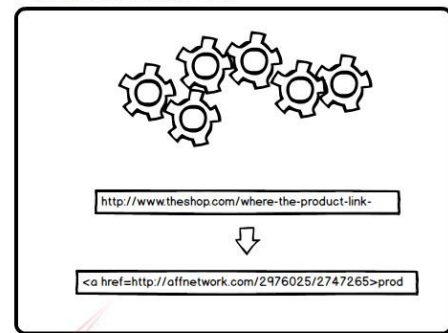 http://www.theshop.com/where-the-product-link-
<a href=http://affnetwork.com/2976025/2747265>prod